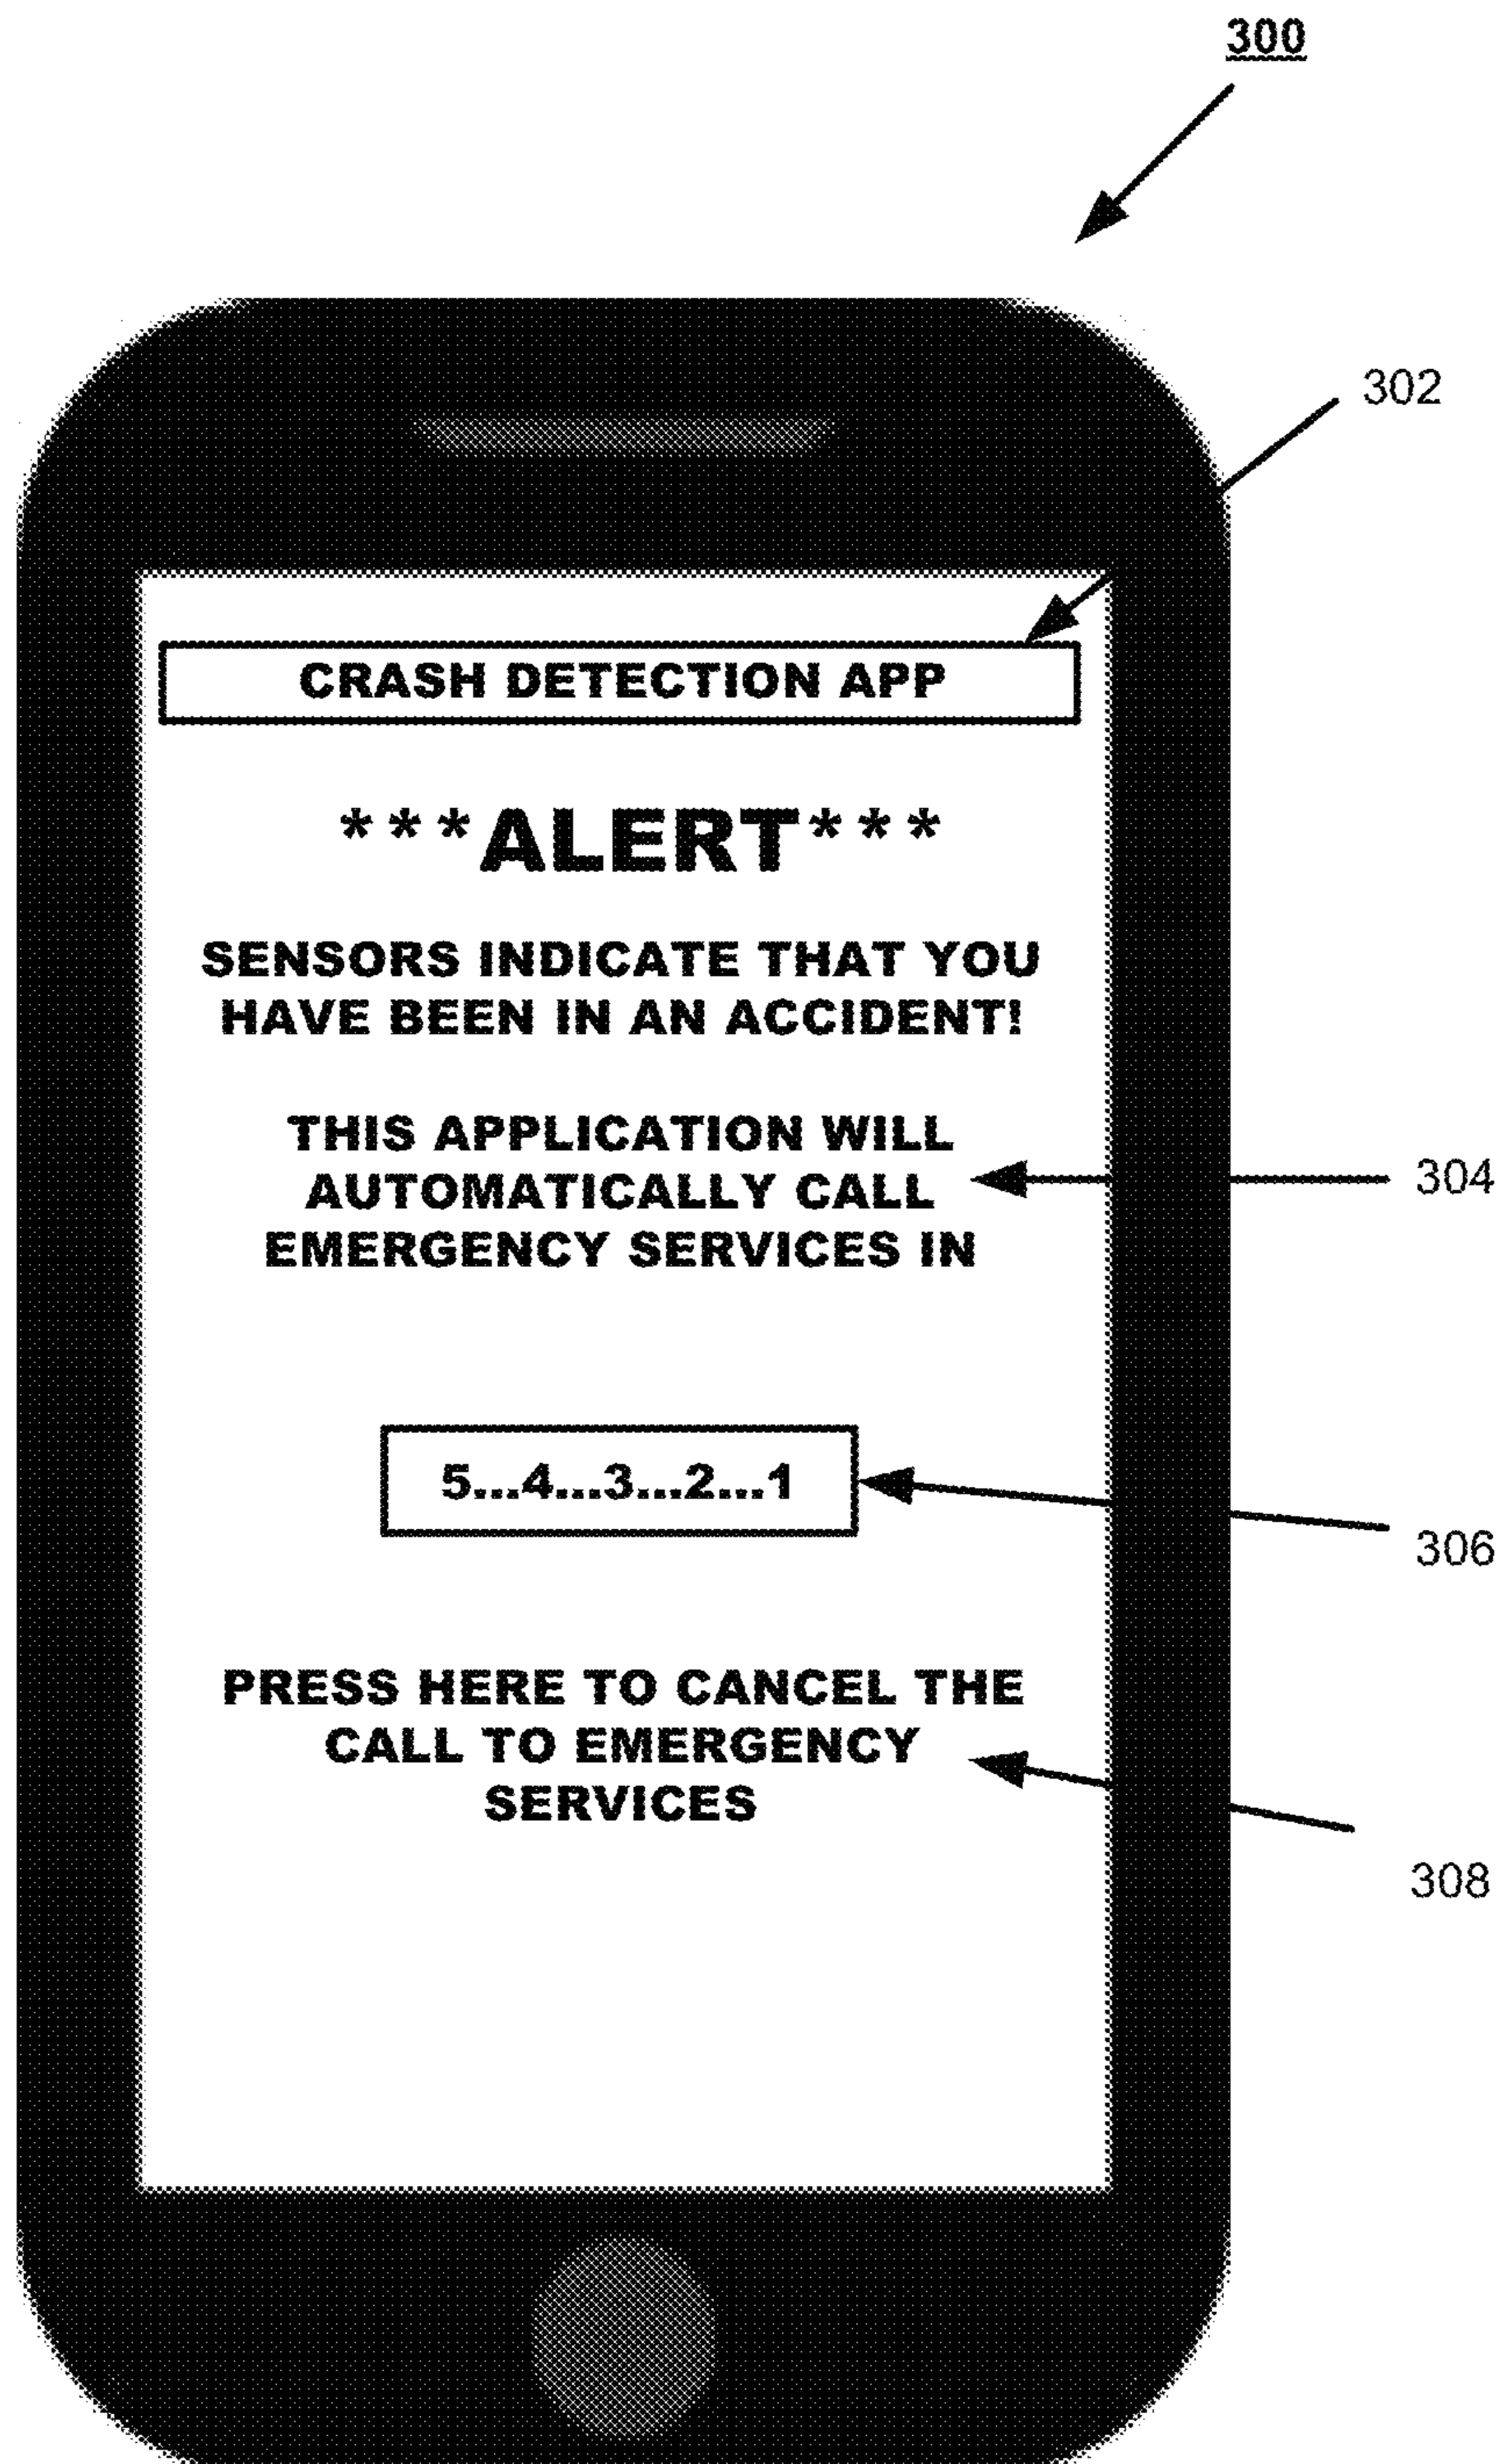 300
302
CRASH DETECTION APP
***ALERT***
SENSORS INDICATE THAT YOU
HAVE BEEN IN AN ACCIDENT!
THIS APPLICATION WILL
AUTOMATICALLY CALL
EMERGENCY SERVICES IN
304
5...4...3...2...1
306
PRESS HERE TO CANCEL THE
CALL TO EMERGENCY
SERVICES
308